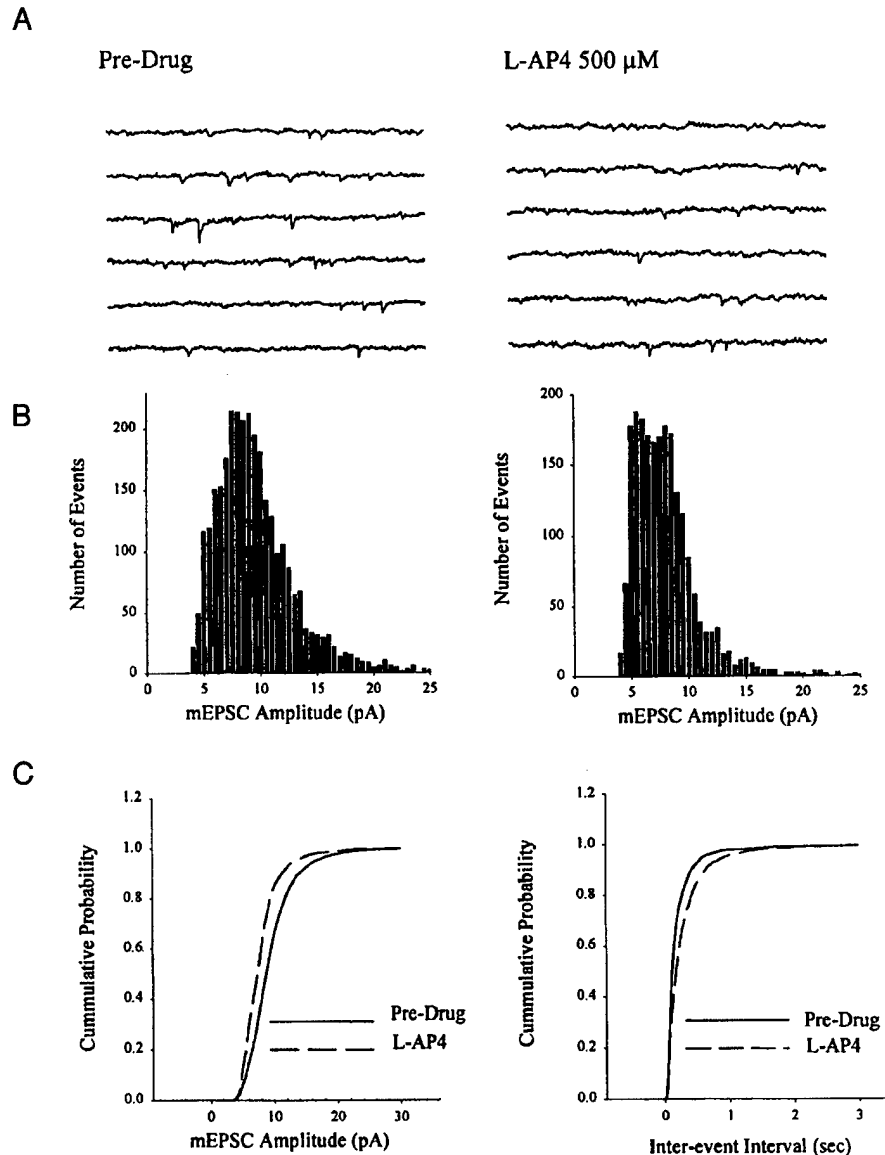 A
Pre-Drug
L-AP4 500 µM
B
200
150
100
50
0
Number of Events
0 5 10 15 20 25
mEPSC Amplitude (pA)
200
150
100
50
0
Number of Events
0 5 10 15 20 25
mEPSC Amplitude (pA)
C
1.2
1.0
0.8
0.6
0.4
0.2
0.0
Cummulative Probability
Pre-Drug
L-AP4
0 10 20 30
mEPSC Amplitude (pA)
1.2
1.0
0.8
0.6
0.4
0.2
0.0
Cummulative Probability
Pre-Drug
L-AP4
0 1 2 3
Inter-event Interval (sec)